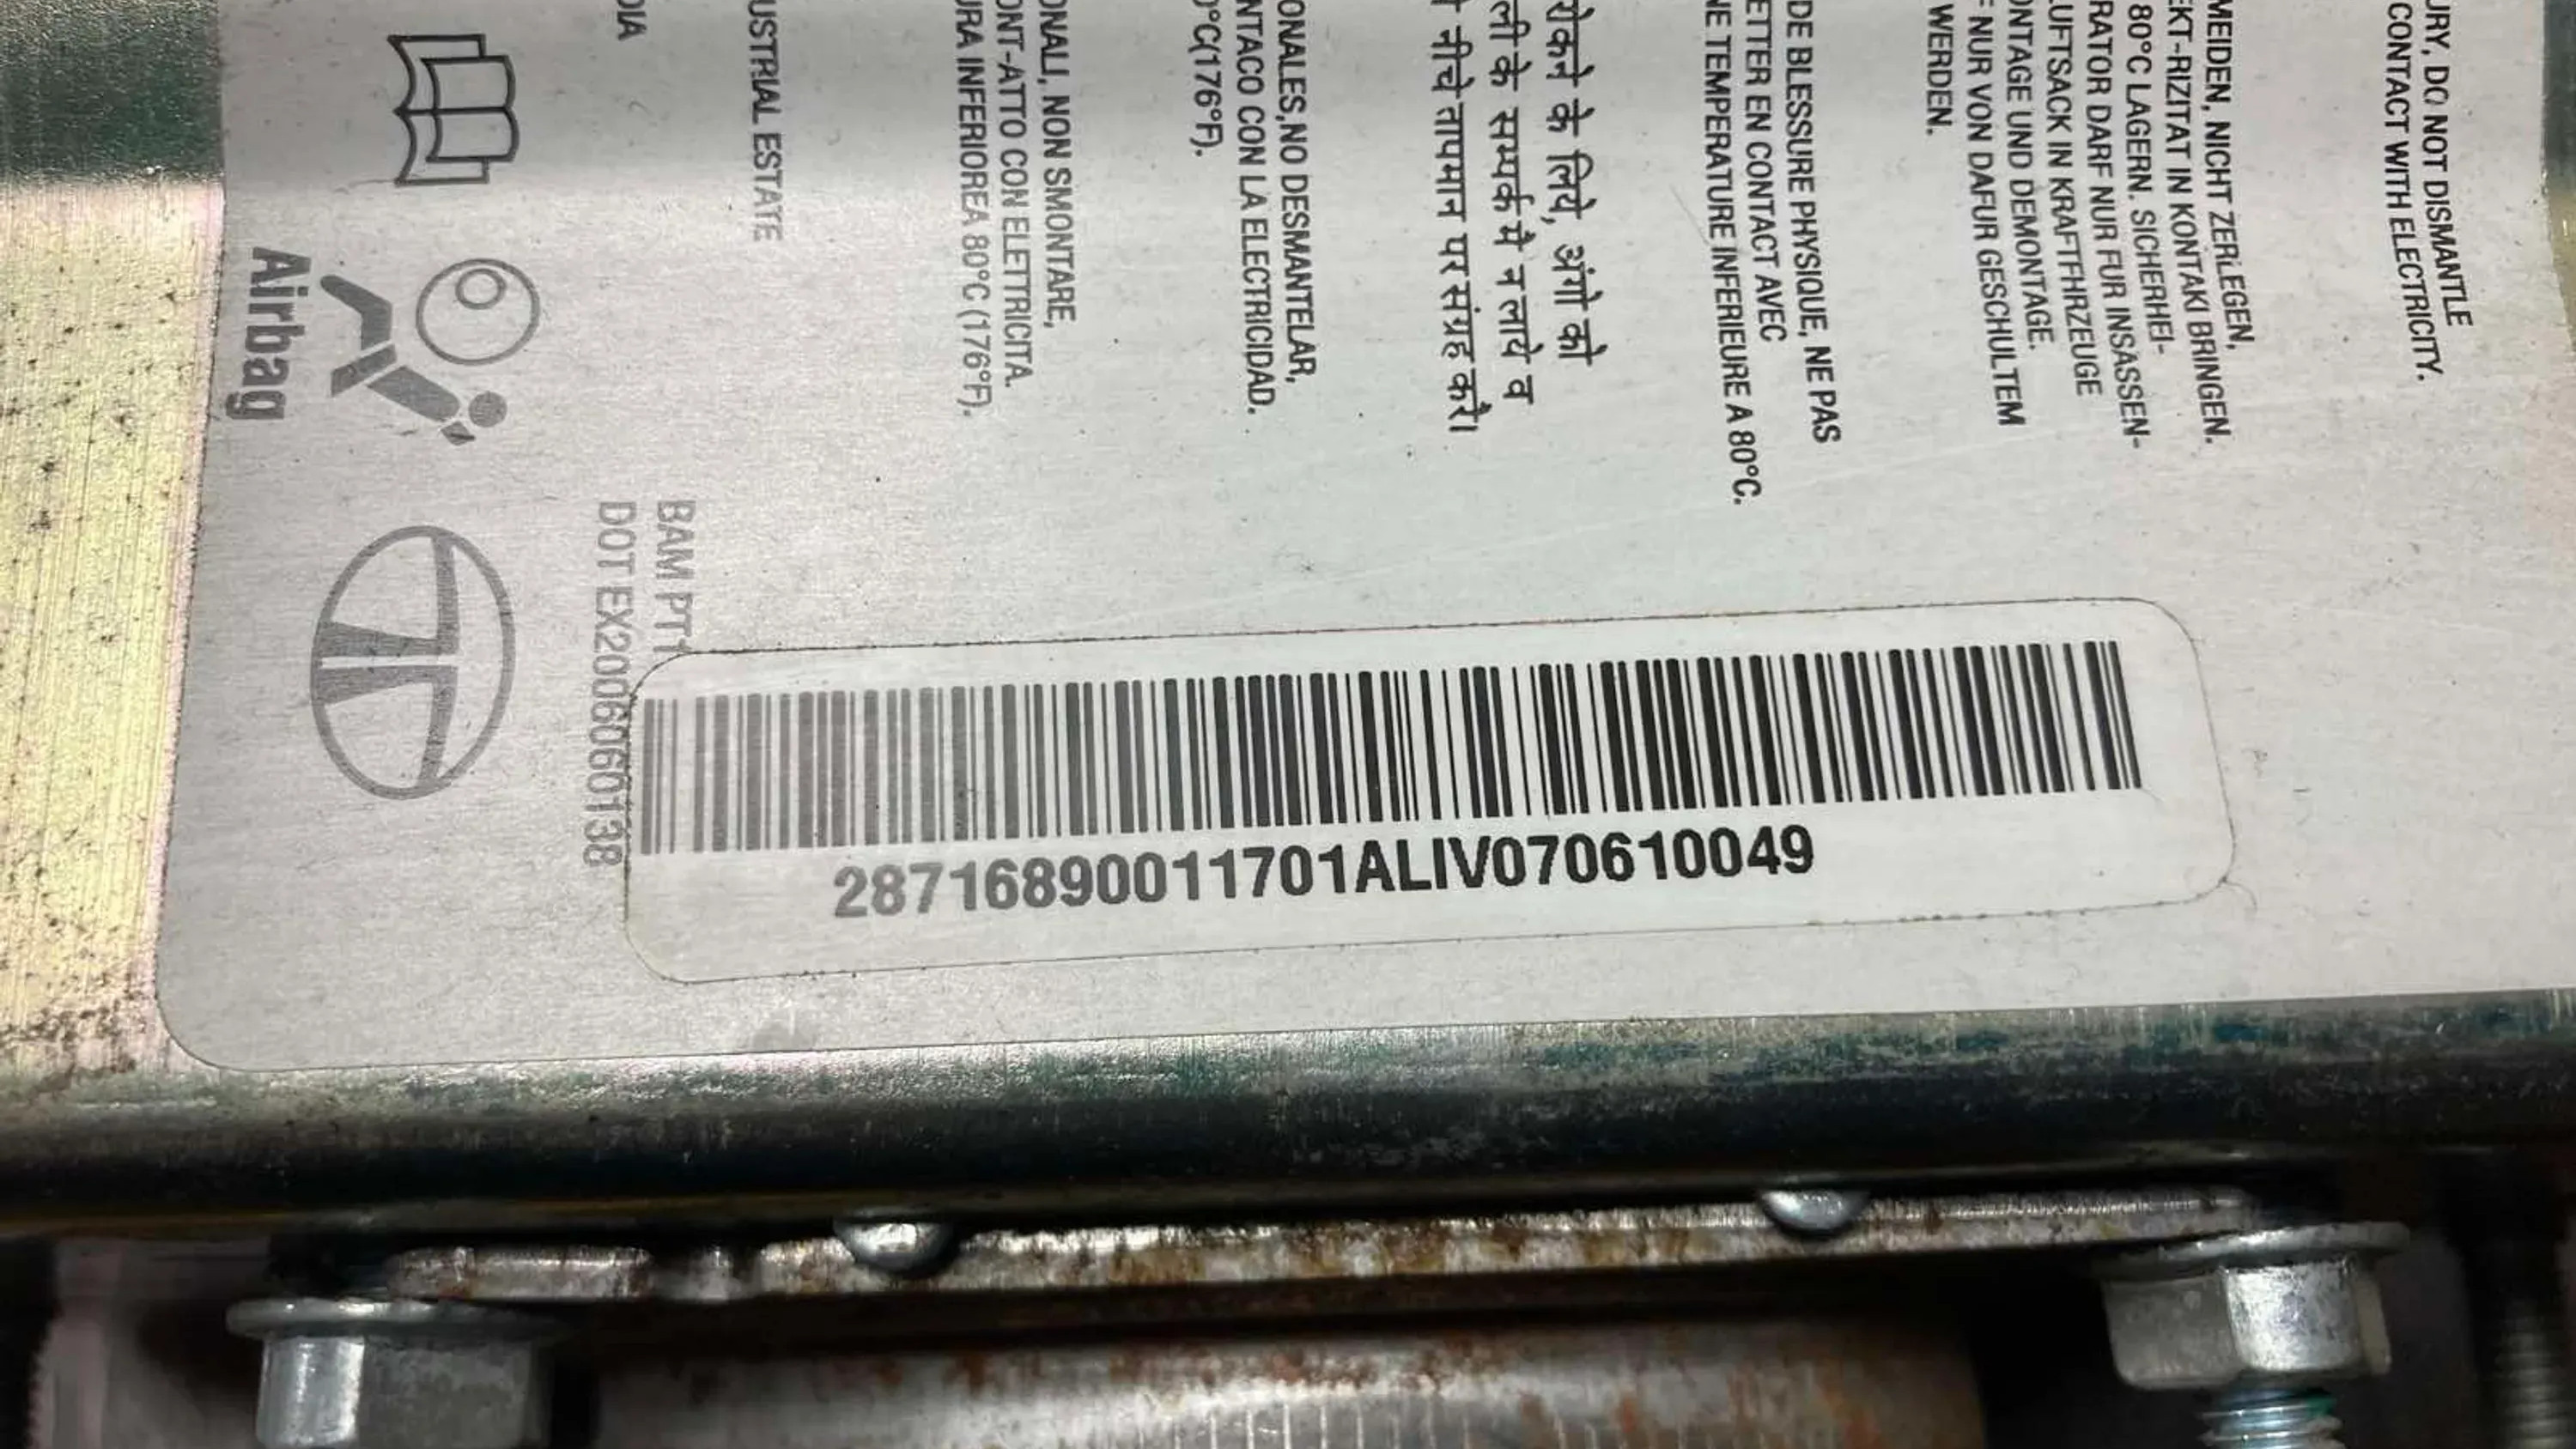 URY, DO NOT DISMANTLE
CONTACT WITH ELECTRICITY.
MEIDEN, NICHT ZERLEGEN,
EKT-RIZITAT IN KONTAKI BRINGEN.
80°C LAGERN. SICHERHEI-
RATOR DARF NUR FUR INSASSEN-
LUFTSACK IN KRAFTFHRZEUGE
ONTAGE UND DEMONTAGE.
NUR VON DAFUR GESCHULTEM
WERDEN.
DE BLESSURE PHYSIQUE, NE PAS
ETTER EN CONTACT AVEC
NE TEMPERATURE INFERIEURE A 80°C.
रोकने के लिये, अंगो को
ली के सम्पर्क मै न लावे व
नीचे तापमान पर संग्रह करै।
ONALES,NO DESMANTELAR,
NTACO CON LA ELECTRICIDAD.
0°C(176°F).
ONALI, NON SMONTARE,
ONT-ATTO CON ELETTRICITA.
URA INFERIOREA 80°C (176°F).
USTRIAL ESTATE
DIA
BAM PT1
DOT EX2006060138
Airbag
28716890011701ALIV070610049